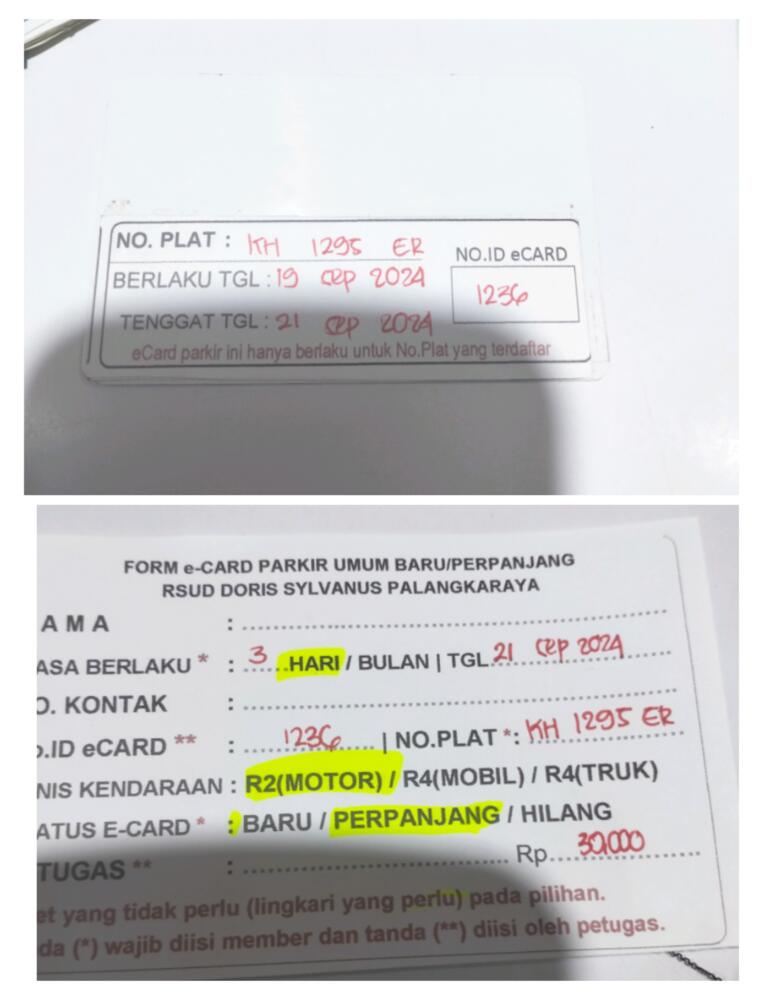 NO. PLAT : KH 1295 ER
NO.ID eCARD
BERLAKU TGL : 19 Cep 2024
1236
TENGGAT TGL : 21 Cep 2024
eCard parkir ini hanya berlaku untuk No.Plat yang terdaftar
FORM e-CARD PARKIR UMUM BARU/PERPANJANG
RSUD DORIS SYLVANUS PALANGKARAYA
AMA : ........................
ASA BERLAKU * : 3 HARI / BULAN | TGL. 21 Cep 2024
O. KONTAK : ........................
O.ID eCARD ** : 1236 | NO.PLAT *: KH 1295 ER
NIS KENDARAAN : R2(MOTOR) / R4(MOBIL) / R4(TRUK)
ATUS E-CARD * : BARU / PERPANJANG / HILANG
TUGAS ** : ........................ Rp. 30,000
et yang tidak perlu (lingkari yang perlu) pada pilihan.
da (*) wajib diisi member dan tanda (**) diisi oleh petugas.